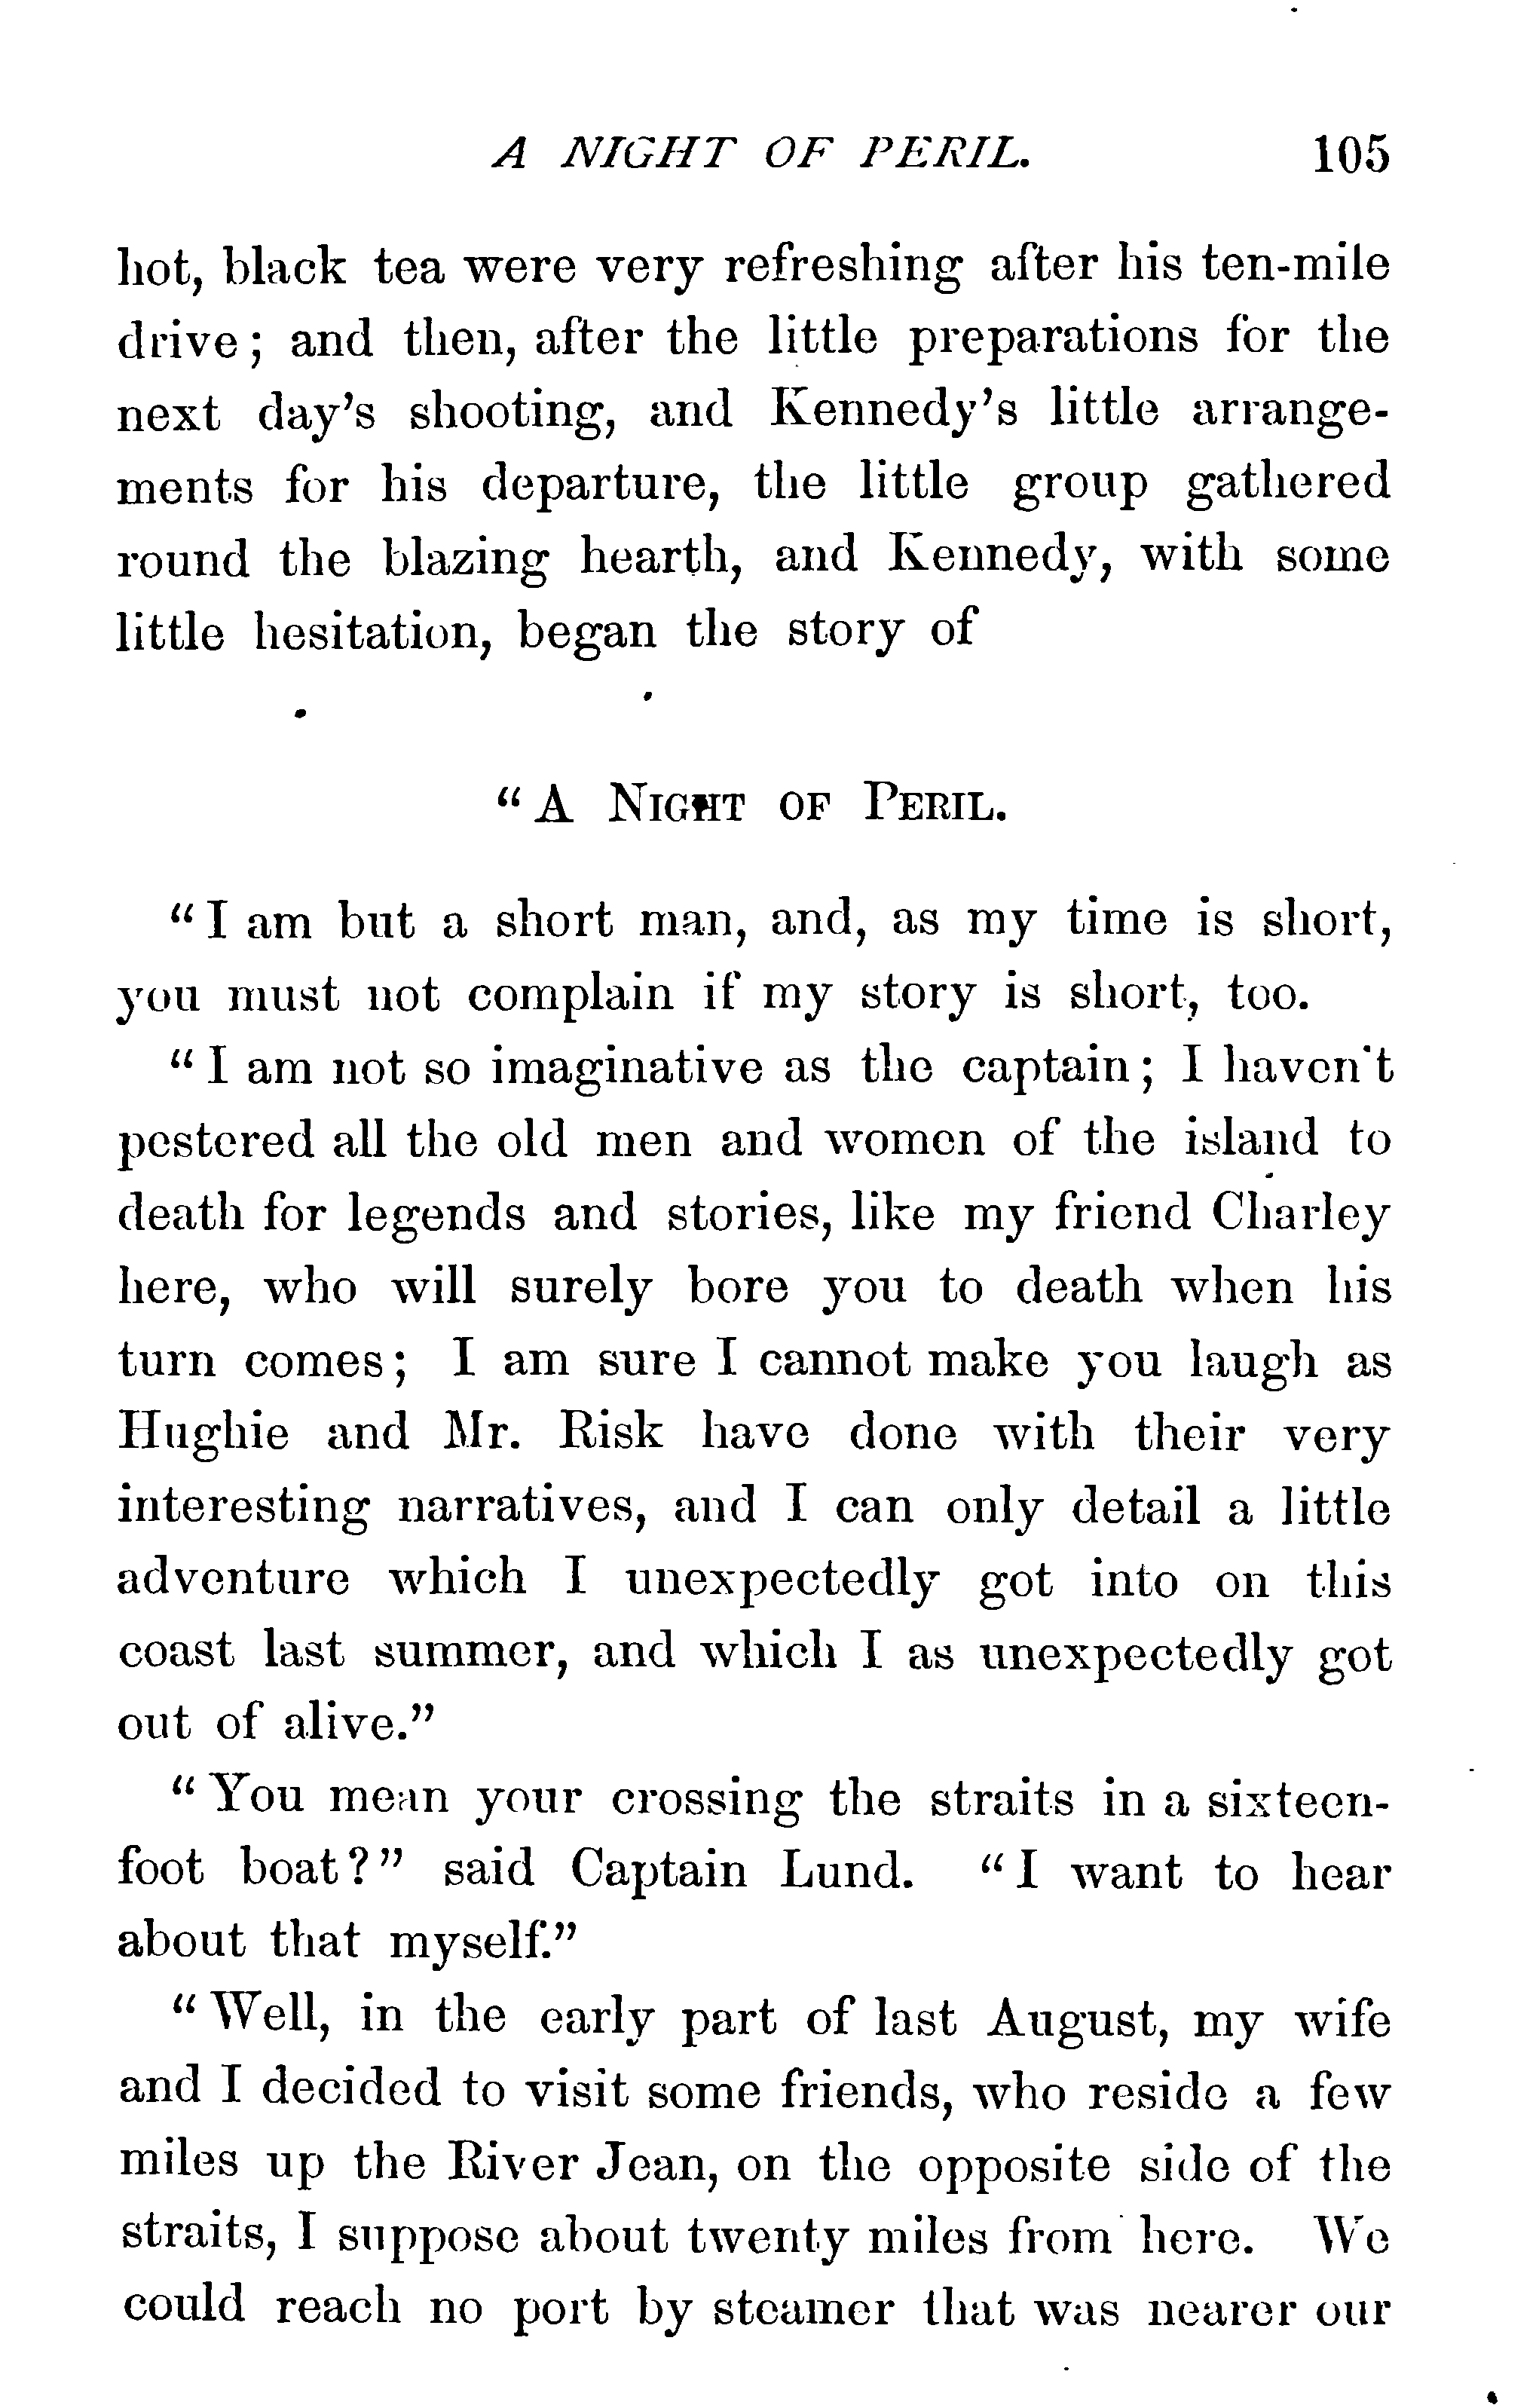 A NIGHT OF PERIL. 105
hot, black tea were very refreshing after his ten-mile
drive; and then, after the little preparations for the
next day's shooting, and Kennedy's little arrange-
ments for his departure, the little group gathered
round the blazing hearth, and Kennedy, with some
little hesitation, began the story of
"A NIGHT OF PERIL.
"I am but a short man, and, as my time is short,
you must not complain if my story is short, too.
"I am not so imaginative as the captain; I haven't
pestered all the old men and women of the island to
death for legends and stories, like my friend Charley
here, who will surely bore you to death when his
turn comes; I am sure I cannot make you laugh as
Hughie and Mr. Risk have done with their very
interesting narratives, and I can only detail a little
adventure which I unexpectedly got into on this
coast last summer, and which I as unexpectedly got
out of alive."
"You mean your crossing the straits in a sixteen-
foot boat?" said Captain Lund. "I want to hear
about that myself."
"Well, in the early part of last August, my wife
and I decided to visit some friends, who reside a few
miles up the River Jean, on the opposite side of the
straits, I suppose about twenty miles from here. We
could reach no port by steamer that was nearer our